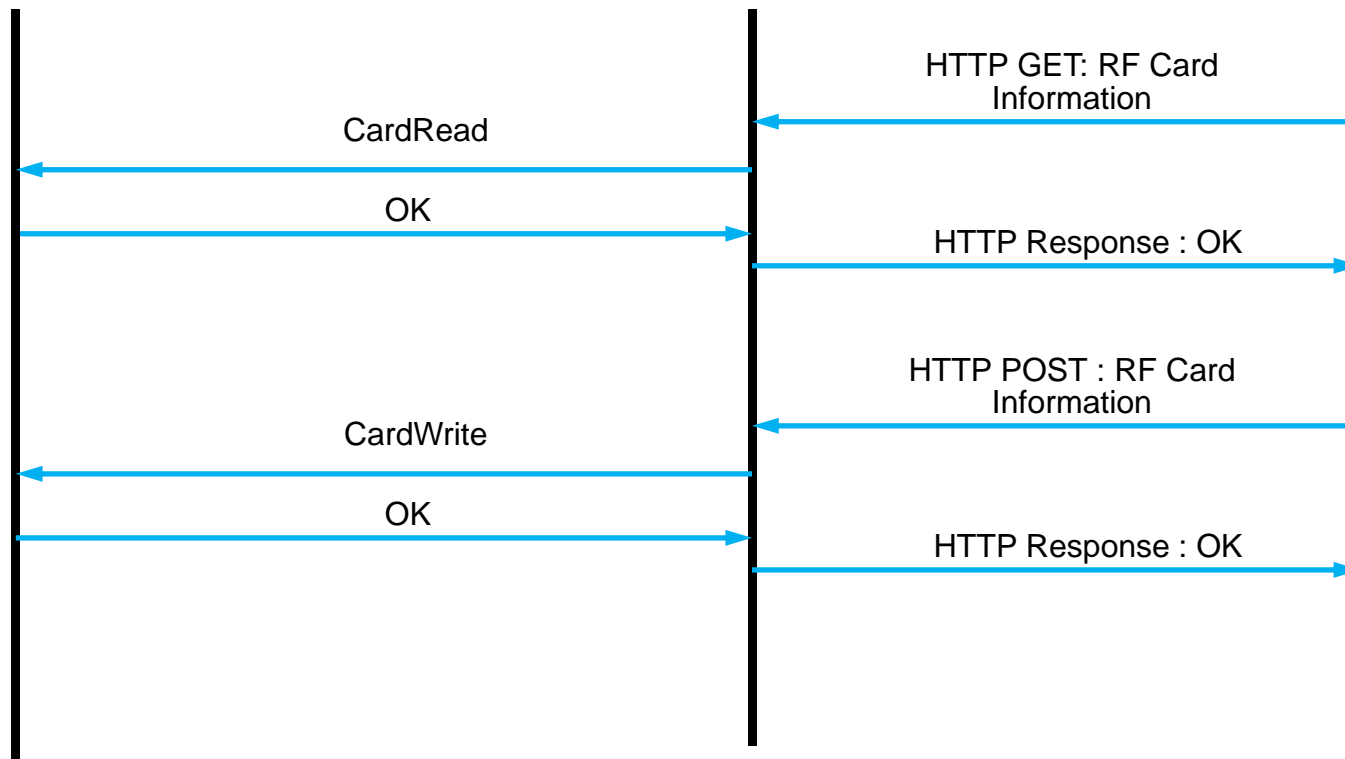 HTTP GET: RF Card
Information
CardRead
OK
HTTP Response : OK
HTTP POST : RF Card
Information
CardWrite
OK
HTTP Response : OK